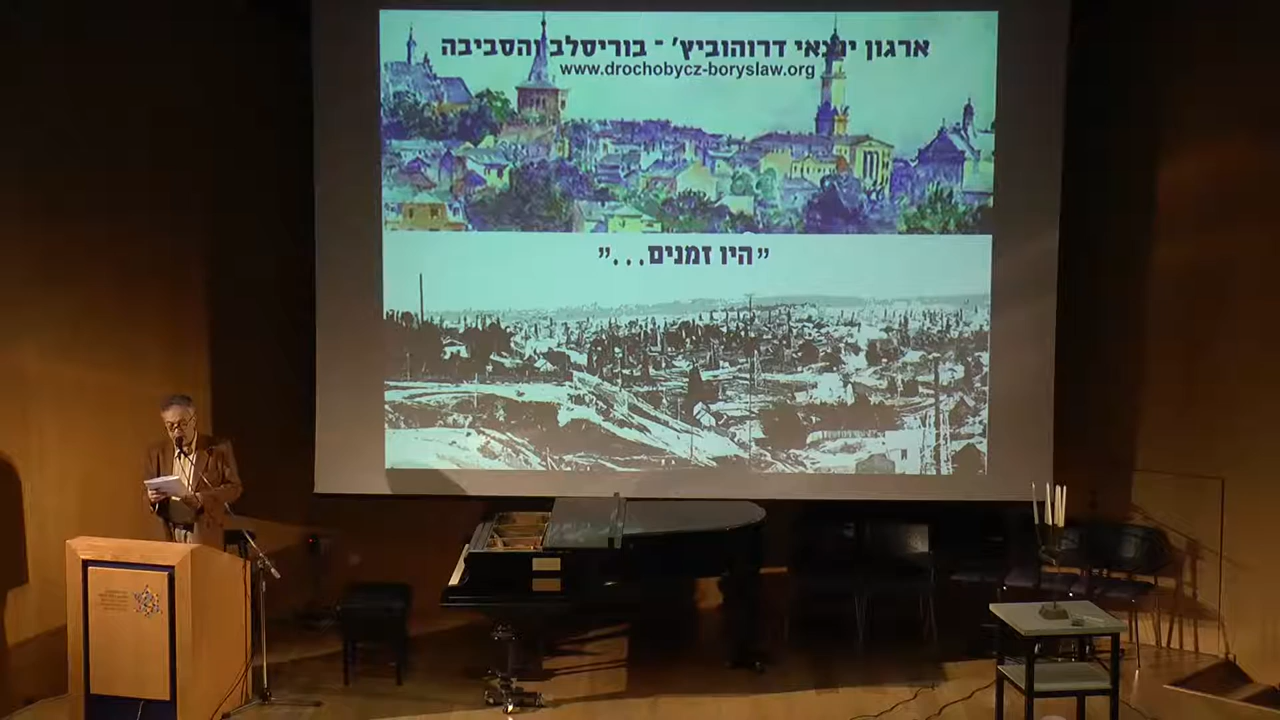 ארגון יוצאי דרוהוביץ' - בוריסלב והסביבה
www.drochobycz-boryslaw.org
"היו זמנים..."